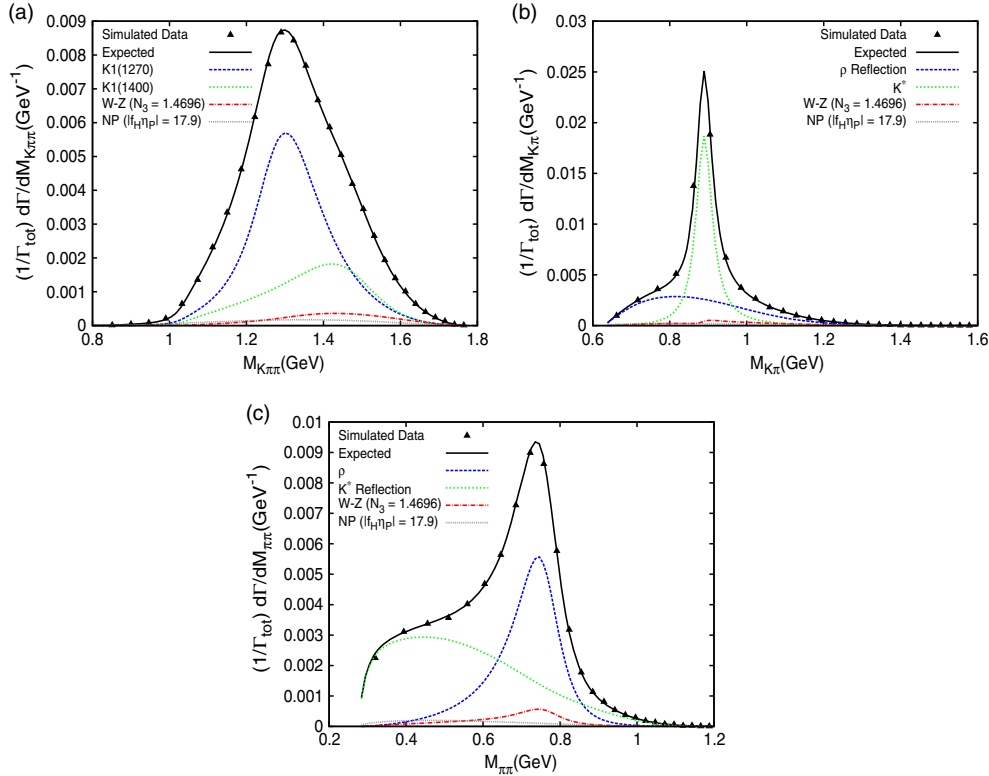 (a)
0.009
0.008
0.007
0.006
0.005
0.004
0.003
0.002
0.001
0
(1/Γtot) dΓ/dMKππ(GeV⁻¹)
Simulated Data
Expected
K1(1270)
K1(1400)
W-Z (N₃ = 1.4696)
NP (|fHηP| = 17.9)
0.8 1 1.2 1.4 1.6 1.8
MKππ(GeV)
(b)
0.03
0.025
0.02
0.015
0.01
0.005
0
(1/Γtot) dΓ/dMKπ(GeV⁻¹)
Simulated Data
Expected
ρ Reflection
K*
W-Z (N₃ = 1.4696)
NP (|fHηP| = 17.9)
0.6 0.8 1 1.2 1.4 1.6
MKπ(GeV)
(c)
0.01
0.009
0.008
0.007
0.006
0.005
0.004
0.003
0.002
0.001
0
(1/Γtot) dΓ/dMππ(GeV⁻¹)
Simulated Data
Expected
ρ
K* Reflection
W-Z (N₃ = 1.4696)
NP (|fHηP| = 17.9)
0.2 0.4 0.6 0.8 1 1.2
Mππ(GeV)